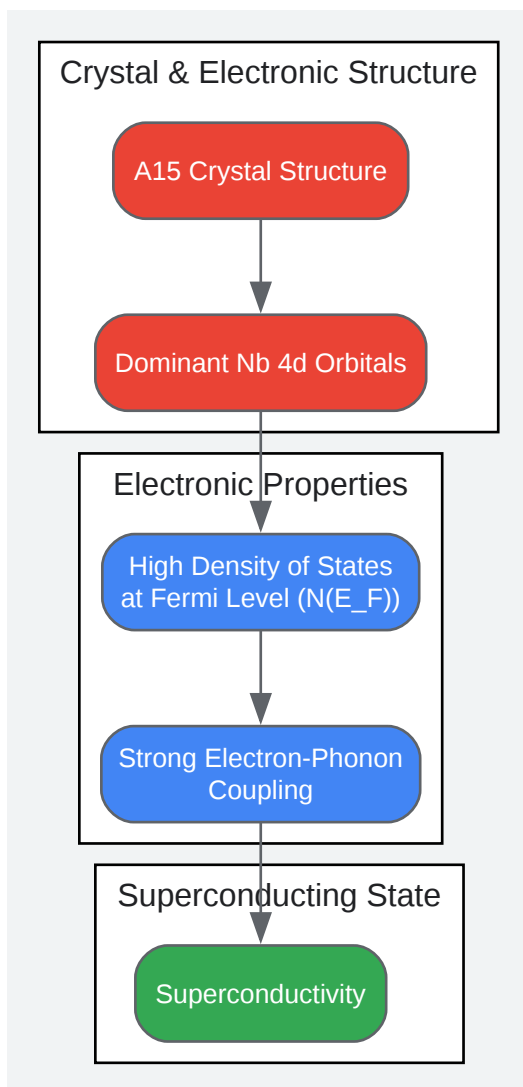 Crystal & Electronic Structure
A15 Crystal Structure
Dominant Nb 4d Orbitals
Electronic Properties
High Density of States
at Fermi Level (N(E_F))
Strong Electron-Phonon
Coupling
Superconducting State
Superconductivity